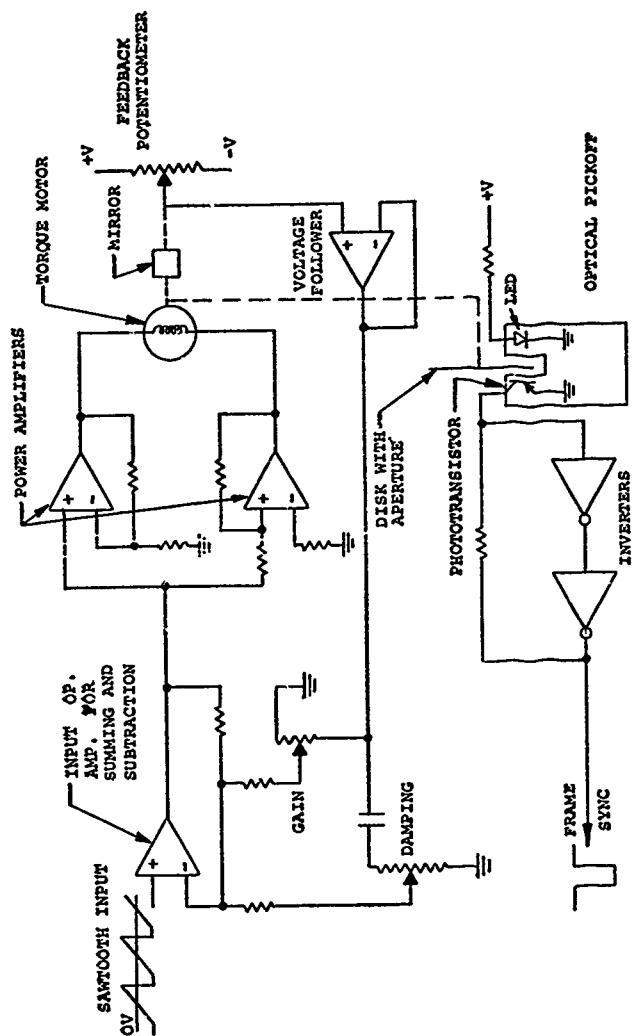 SAWTOOTH INPUT
0V
+
-
INPUT OP.
AMP. FOR
SUMMING AND
SUBTRACTION
POWER AMPLIFIERS
+
-
+
-
TORQUE MOTOR
MIRROR
FEEDBACK
POTENTIOMETER
+V
-V
GAIN
DAMPING
VOLTAGE
FOLLOWER
+
-
DISK WITH
APERTURE
PHOTOTRANSISTOR
LED
+V
OPTICAL PICKOFF
INVERTERS
FRAME
SYNC